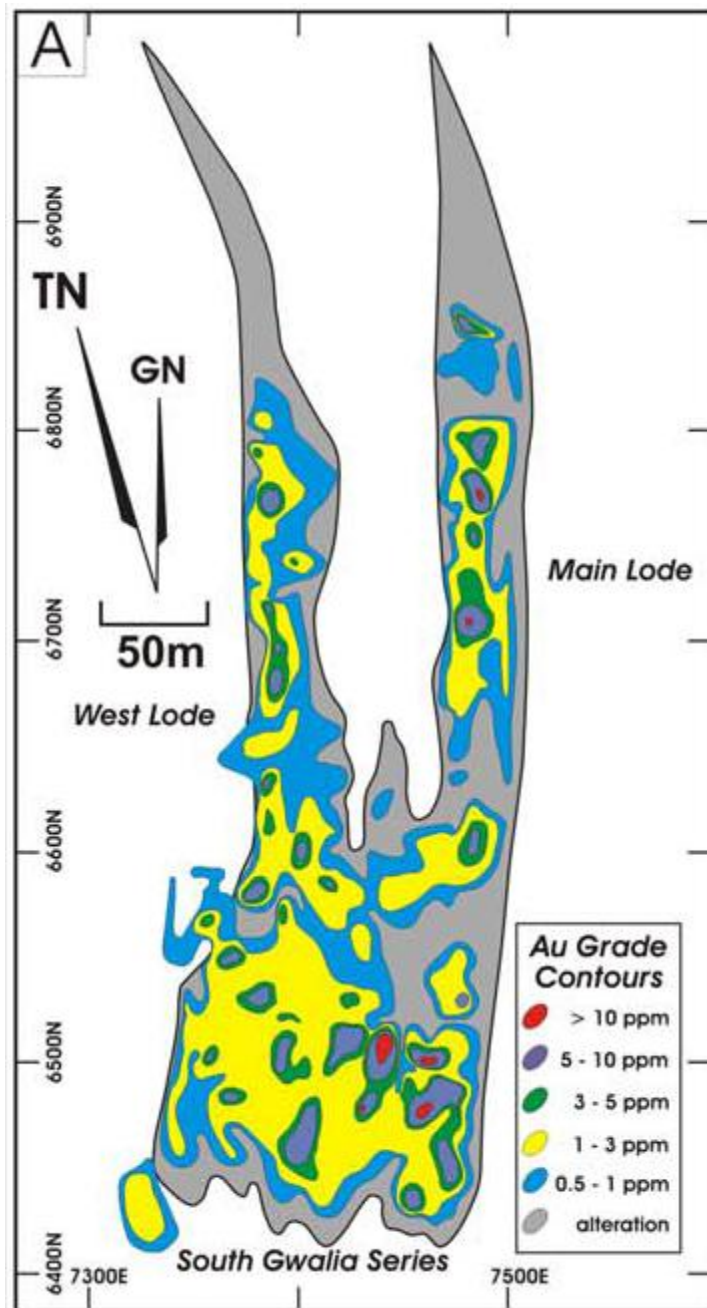 A
6900N
TN
GN
6800N
Main Lode
6700N
50m
West Lode
6600N
Au Grade
Contours
> 10 ppm
5 - 10 ppm
3 - 5 ppm
1 - 3 ppm
0.5 - 1 ppm
alteration
6500N
South Gwalia Series
6400N
7300E
7500E